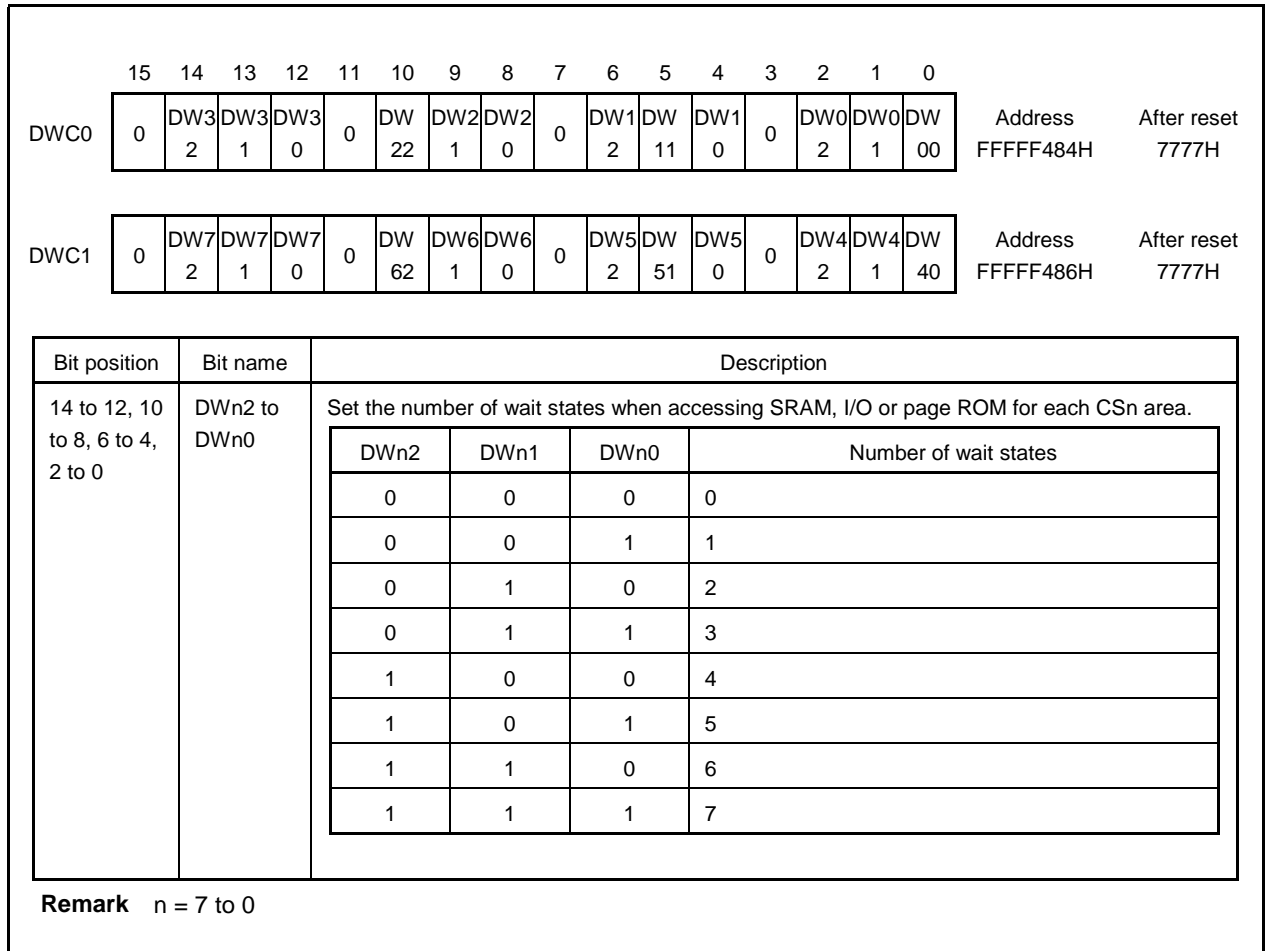 15 14 13 12 11 10 9 8 7 6 5 4 3 2 1 0
DWC0 0 DW32 DW31 DW30 0 DW22 DW21 DW20 0 DW12 DW11 DW10 0 DW02 DW01 DW00 Address FFFFF484H After reset 7777H
DWC1 0 DW72 DW71 DW70 0 DW62 DW61 DW60 0 DW52 DW51 DW50 0 DW42 DW41 DW40 Address FFFFF486H After reset 7777H
Bit position Bit name Description
14 to 12, 10
to 8, 6 to 4,
2 to 0
DWn2 to
DWn0
Set the number of wait states when accessing SRAM, I/O or page ROM for each CSn area.
DWn2 DWn1 DWn0 Number of wait states
0 0 0 0
0 0 1 1
0 1 0 2
0 1 1 3
1 0 0 4
1 0 1 5
1 1 0 6
1 1 1 7
Remark n = 7 to 0